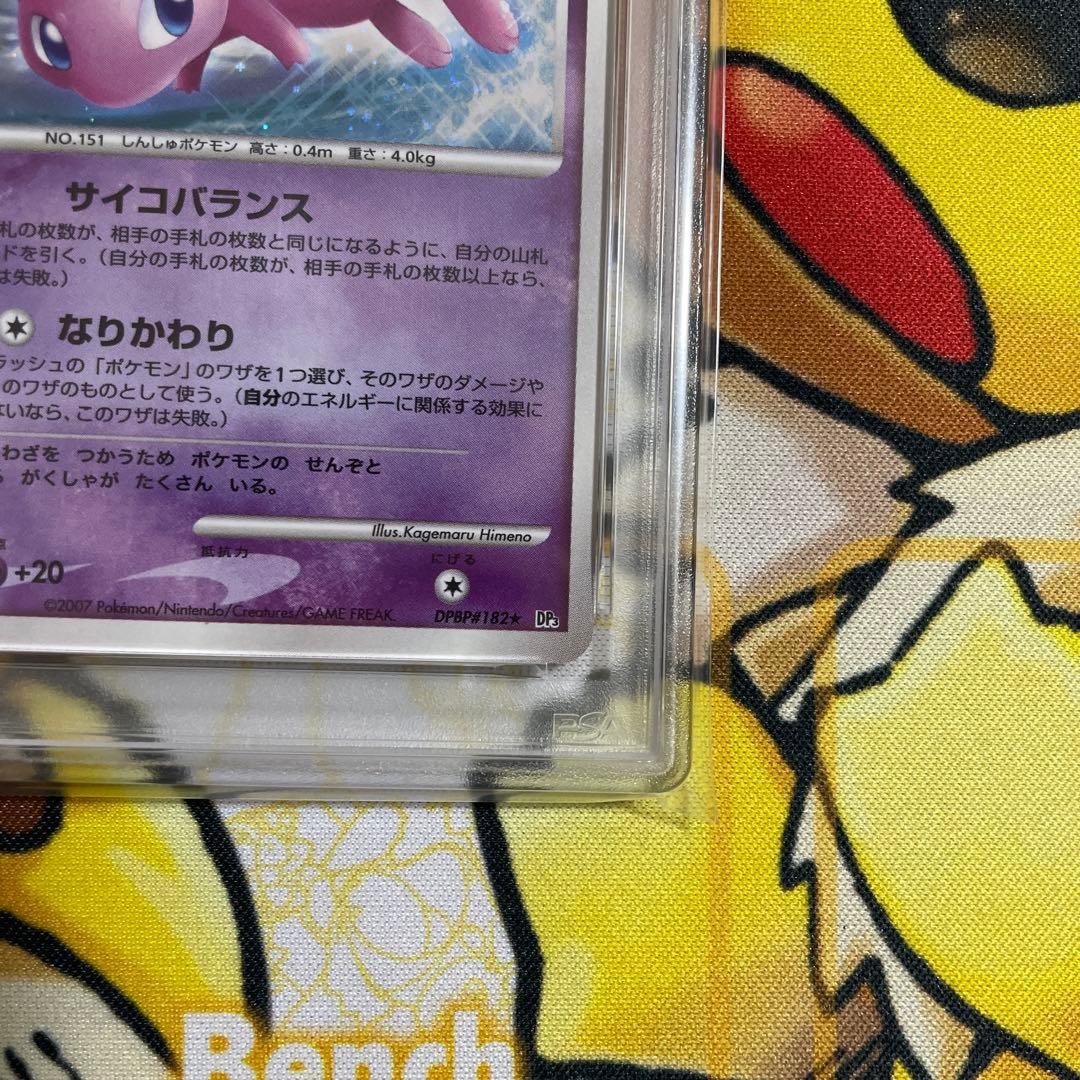 NO.151 しんしゅポケモン 高さ:0.4m 重さ:4.0kg
サイコバランス
札の枚数が、相手の手札の枚数と同じになるように、自分の山札
ドを引く。(自分の手札の枚数が、相手の手札の枚数以上なら、
は失敗。)
なりかわり
ラッシュの「ポケモン」のワザを1つ選び、そのワザのダメージや
のワザのものとして使う。(自分のエネルギーに関係する効果に
ないなら、このワザは失敗。)
わざを つかうため ポケモンの せんぞと
がくしゃが たくさん いる。
Illus.Kagemaru Himeno
抵抗力 にげる
+20
©2007 Pokémon/Nintendo/Creatures/GAME FREAK. DPBP#182★ DP3
PSA
Bench